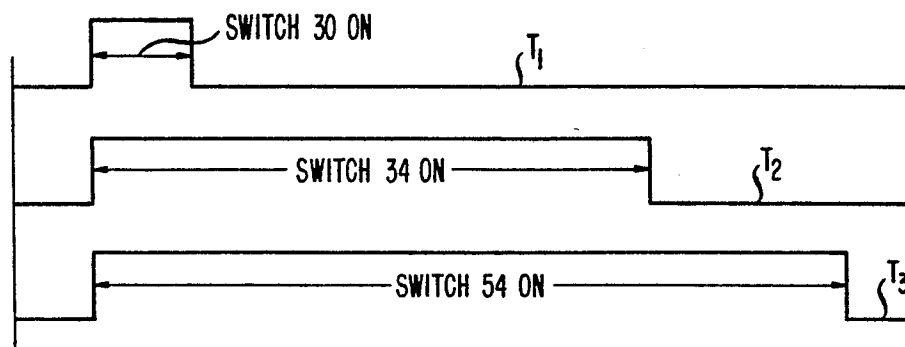 SWITCH 30 ON
T1
SWITCH 34 ON
T2
SWITCH 54 ON
T3